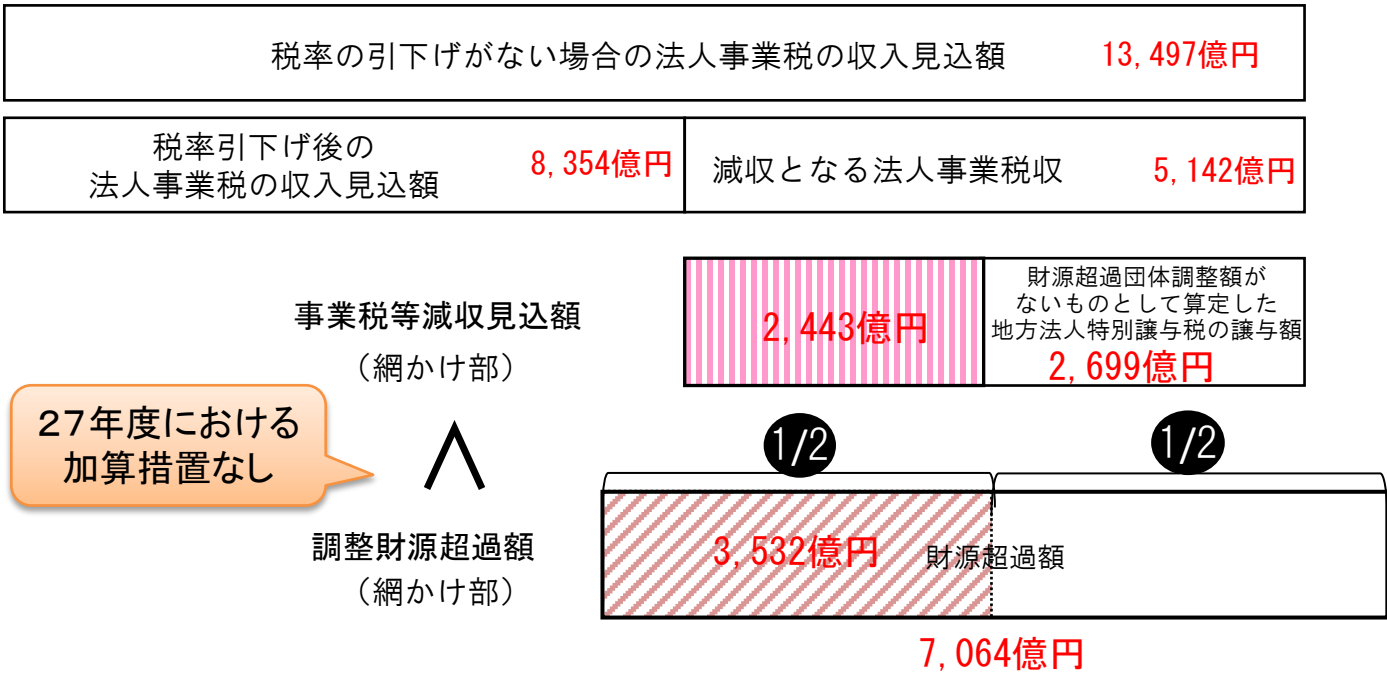 税率の引下げがない場合の法人事業税の収入見込額 13,497億円
税率引下げ後の
法人事業税の収入見込額 8,354億円
減収となる法人事業税収 5,142億円
事業税等減収見込額
(網かけ部)
2,443億円
財源超過団体調整額が
ないものとして算定した
地方法人特別譲与税の譲与額
2,699億円
27年度における
加算措置なし
∧
1/2
1/2
調整財源超過額
(網かけ部)
3,532億円
財源超過額
7,064億円